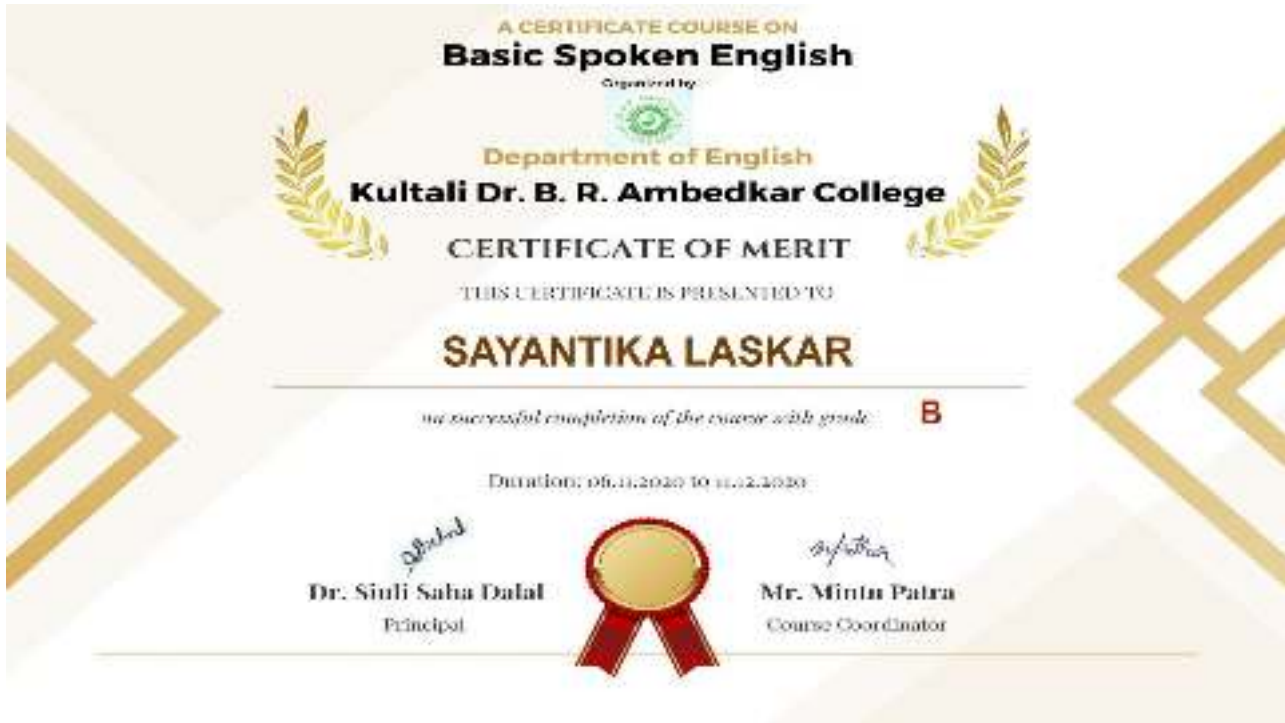 A CERTIFICATE COURSE ON
Basic Spoken English
Organized by
Department of English
Kultali Dr. B. R. Ambedkar College
CERTIFICATE OF MERIT
THIS CERTIFICATE IS PRESENTED TO
SAYANTIKA LASKAR
on successful completion of the course with grade B
Duration: 06.11.2020 to 11.12.2020
Dr. Siuli Saha Dalal
Mr. Mintu Patra
Principal
Course Coordinator